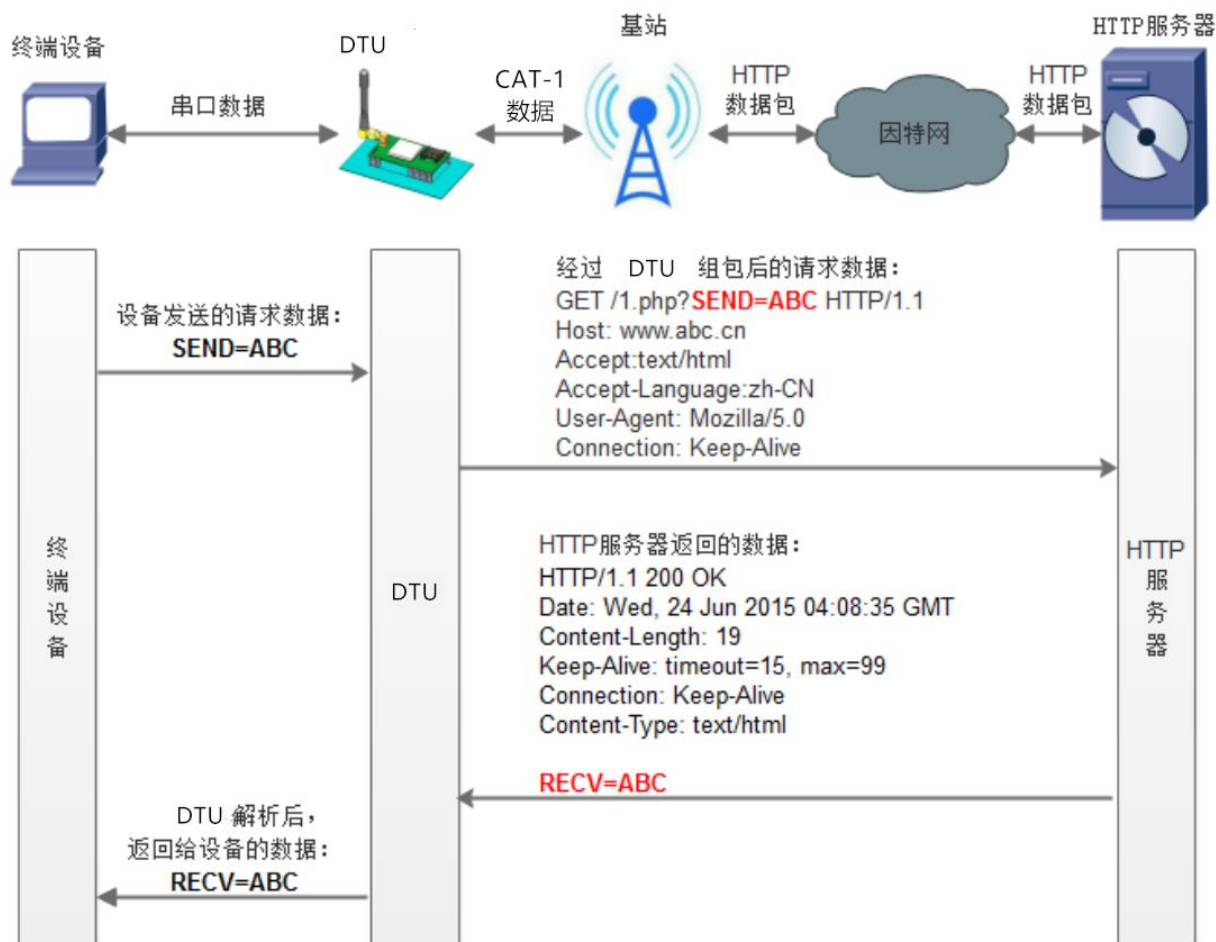 终端设备
DTU
基站
HTTP服务器
串口数据
CAT-1
数据
HTTP
数据包
因特网
HTTP
数据包
设备发送的请求数据：
SEND=ABC
经过 DTU 组包后的请求数据：
GET /1.php?SEND=ABC HTTP/1.1
Host: www.abc.cn
Accept:text/html
Accept-Language:zh-CN
User-Agent: Mozilla/5.0
Connection: Keep-Alive
终端设备
DTU
HTTP
服务器
HTTP服务器返回的数据：
HTTP/1.1 200 OK
Date: Wed, 24 Jun 2015 04:08:35 GMT
Content-Length: 19
Keep-Alive: timeout=15, max=99
Connection: Keep-Alive
Content-Type: text/html
RECV=ABC
DTU 解析后，
返回给设备的数据：
RECV=ABC